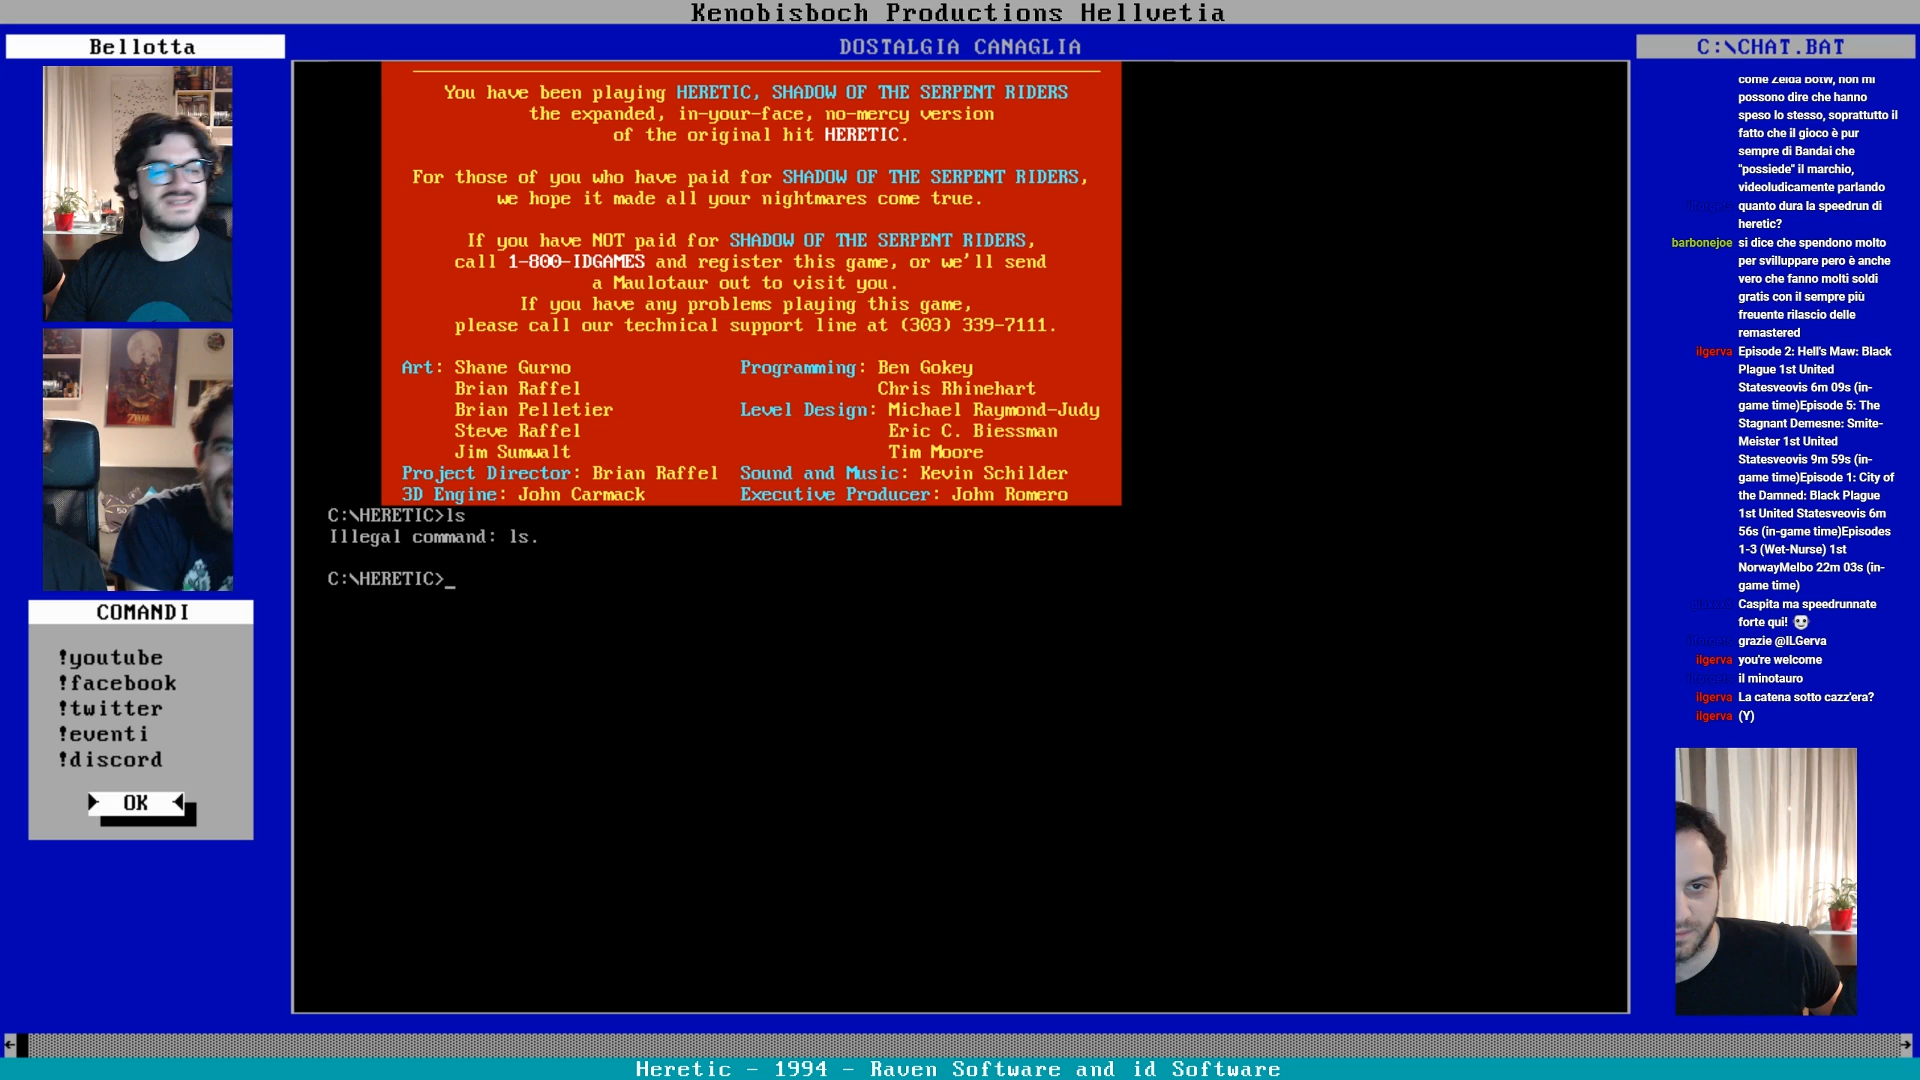 Kenobisboch Productions Hellvetia
Bellotta
DOSTALGIA CANAGLIA
C:\CHAT.BAT
You have been playing HERETIC, SHADOW OF THE SERPENT RIDERS
the expanded, in-your-face, no-mercy version
of the original hit HERETIC.
For those of you who have paid for SHADOW OF THE SERPENT RIDERS,
we hope it made all your nightmares come true.
If you have NOT paid for SHADOW OF THE SERPENT RIDERS,
call 1-800-IDGAMES and register this game, or we'll send
a Maulotaur out to visit you.
If you have any problems playing this game,
please call our technical support line at (303) 339-7111.
Art: Shane Gurno
Brian Raffel
Brian Pelletier
Steve Raffel
Jim Sumwalt
Project Director: Brian Raffel
3D Engine: John Carmack
Programming: Ben Gokey
Chris Rhinehart
Level Design: Michael Raymond-Judy
Eric C. Biessman
Tim Moore
Sound and Music: Kevin Schilder
Executive Producer: John Romero
C:\HERETIC>ls
Illegal command: ls.
C:\HERETIC>_
COMANDI
!youtube
!facebook
!twitter
!eventi
!discord
OK
come Zelda BotW, non mi
possono dire che hanno
speso lo stesso, soprattutto il
fatto che il gioco è pur
sempre di Bandai che
"possiede" il marchio,
videoludicamente parlando
quanto dura la speedrun di
heretic?
barbonejoe si dice che spendono molto
per svilluppare pero è anche
vero che fanno molti soldi
gratis con il sempre più
freuente rilascio delle
remastered
ilgerva Episode 2: Hell's Maw: Black
Plague 1st United
Statesveovis 6m 09s (in-
game time)Episode 5: The
Stagnant Demesne: Smite-
Meister 1st United
Statesveovis 9m 59s (in-
game time)Episode 1: City of
the Damned: Black Plague
1st United Statesveovis 6m
56s (in-game time)Episodes
1-3 (Wet-Nurse) 1st
NorwayMelbo 22m 03s (in-
game time)
Caspita ma speedrunnate
forte qui!
grazie @ILGerva
ilgerva you're welcome
il minotauro
ilgerva La catena sotto cazz'era?
ilgerva (Y)
ZELDA
Heretic - 1994 - Raven Software and id Software